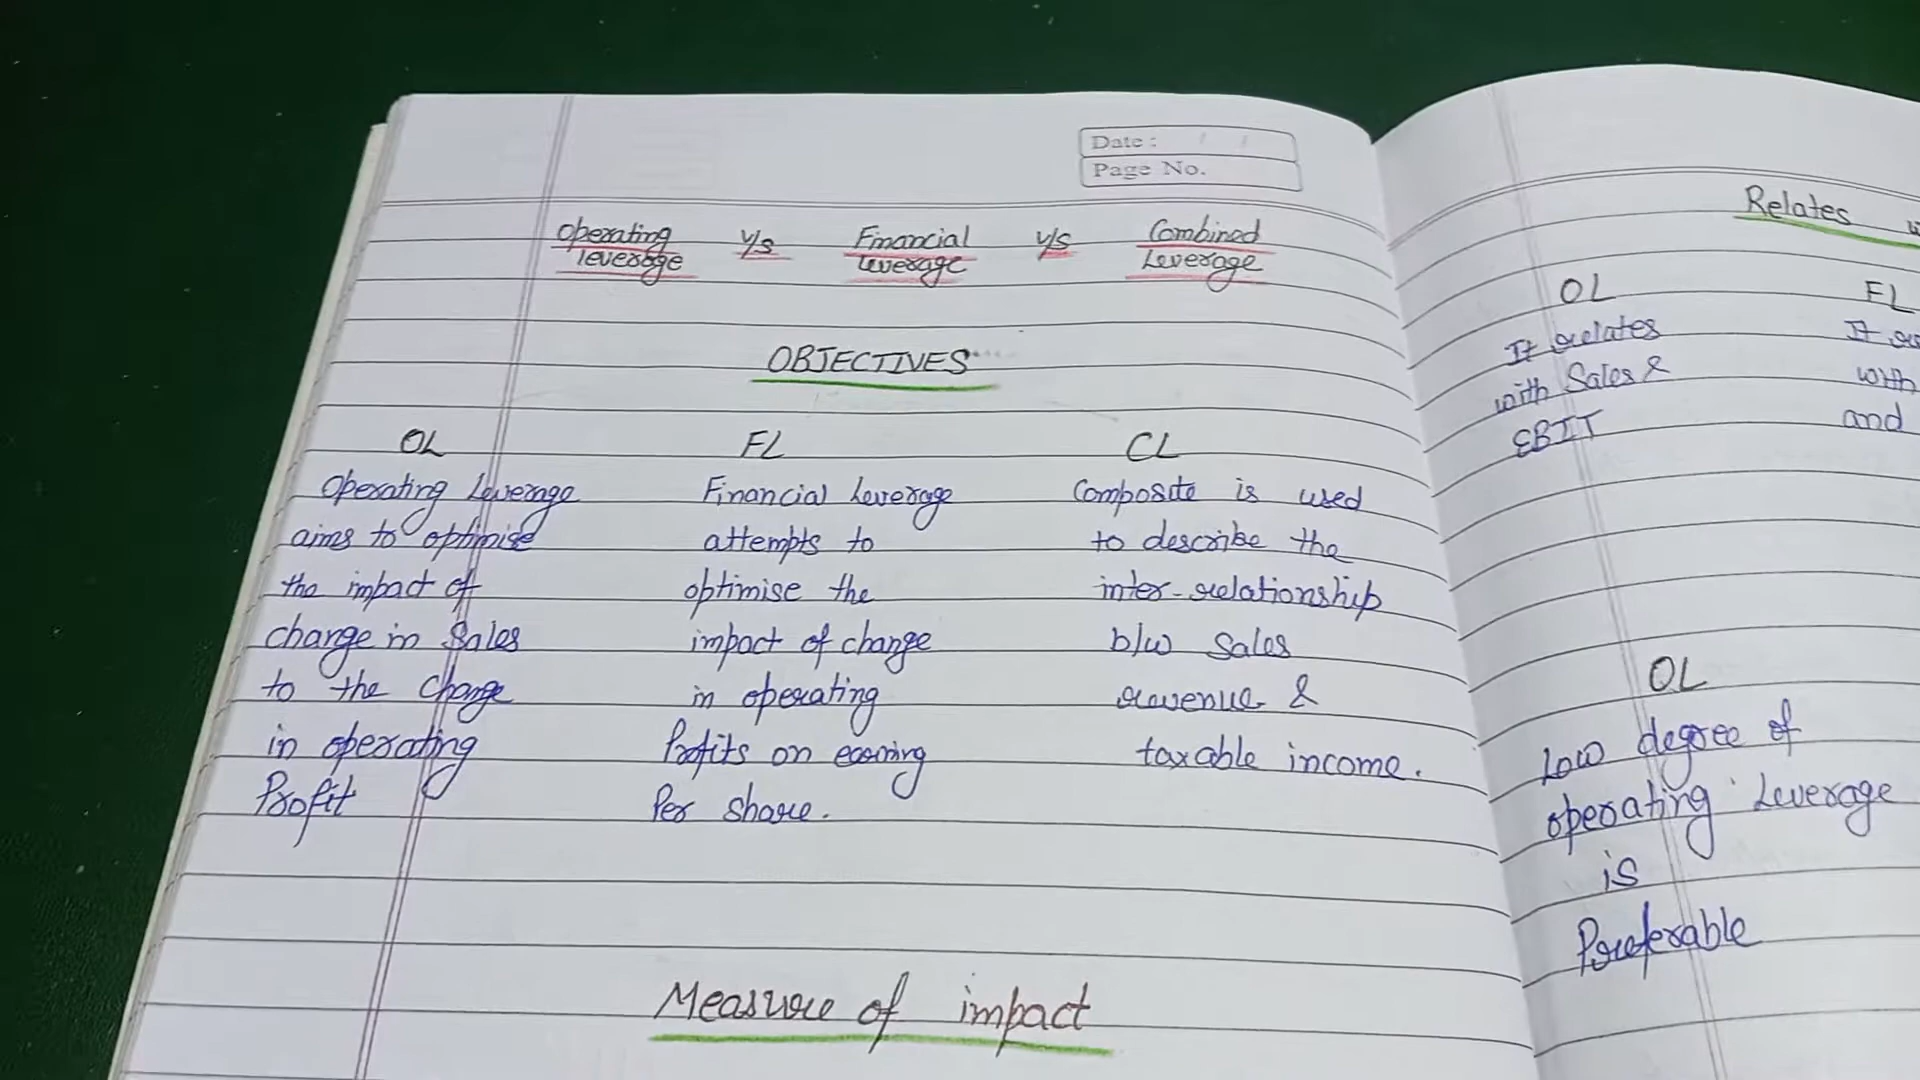 Date :
Page No.
Operating leverage v/s Financial Leverage v/s Combined Leverage
OBJECTIVES
OL
Operating Leverage
aims to optimise
the impact of
change in Sales
to the change
in operating
Profit
FL
Financial Leverage
attempts to
optimise the
impact of change
in operating
Profits on earning
Per share.
CL
Composite is used
to describe the
inter-relationship
b/w Sales
revenue &
taxable income.
Measure of impact
Relates
OL
It relates
with Sales &
EBIT
FL
It
with
and
OL
Low degree of
operating Leverage
is
Preferable